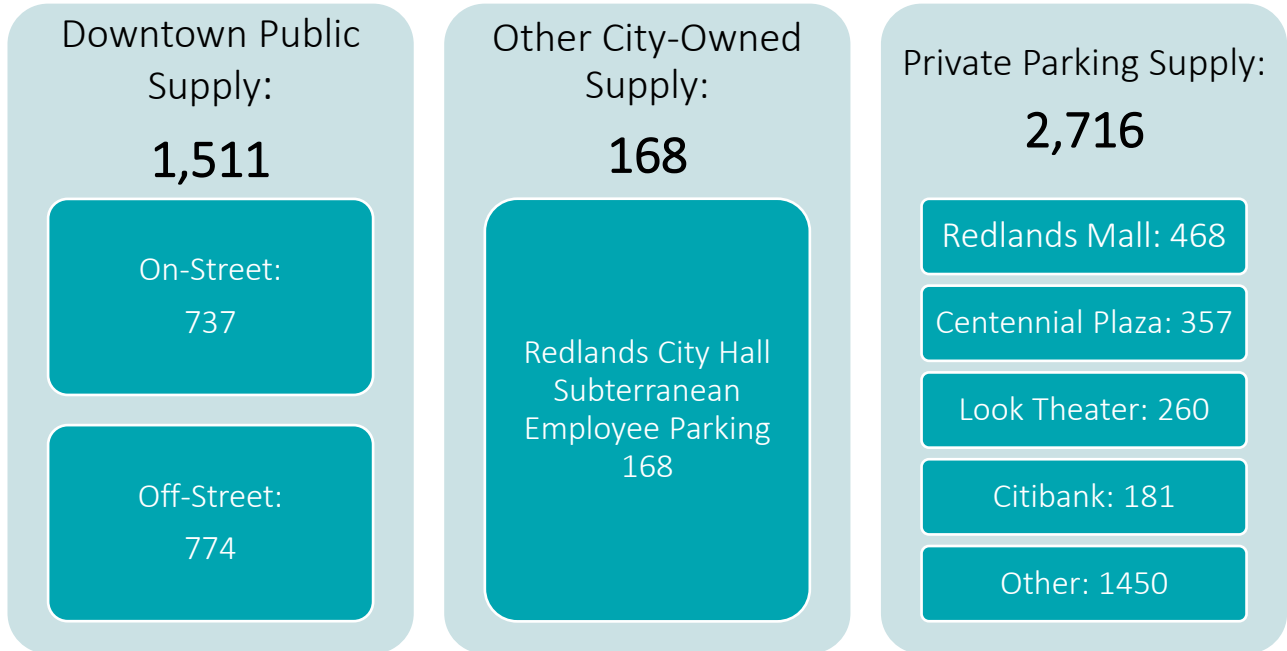 Downtown Public
Supply:
1,511
On-Street:
737
Off-Street:
774
Other City-Owned
Supply:
168
Redlands City Hall
Subterranean
Employee Parking
168
Private Parking Supply:
2,716
Redlands Mall: 468
Centennial Plaza: 357
Look Theater: 260
Citibank: 181
Other: 1450